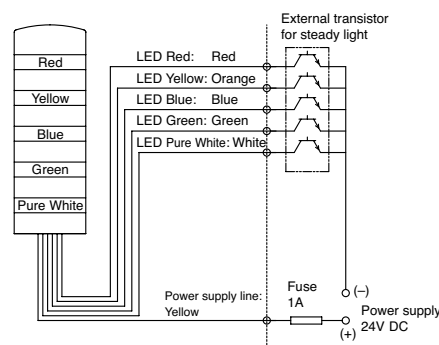 External transistor
for steady light
LED Red: Red
LED Yellow: Orange
LED Blue: Blue
LED Green: Green
LED Pure White: White
Red
Yellow
Blue
Green
Pure White
Power supply line:
Yellow
Fuse
1A
(–)
Power supply
24V DC
(+)